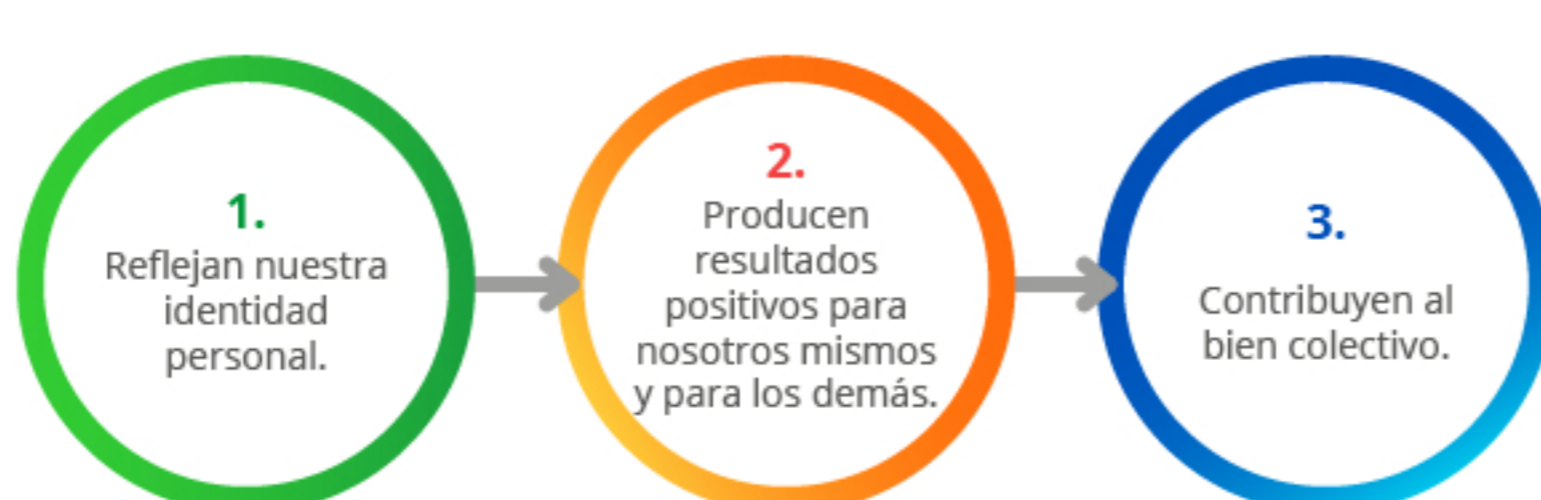 1.
Reflejan nuestra
identidad
personal.
2.
Producen
resultados
positivos para
nosotros mismos
y para los demás.
3.
Contribuyen al
bien colectivo.